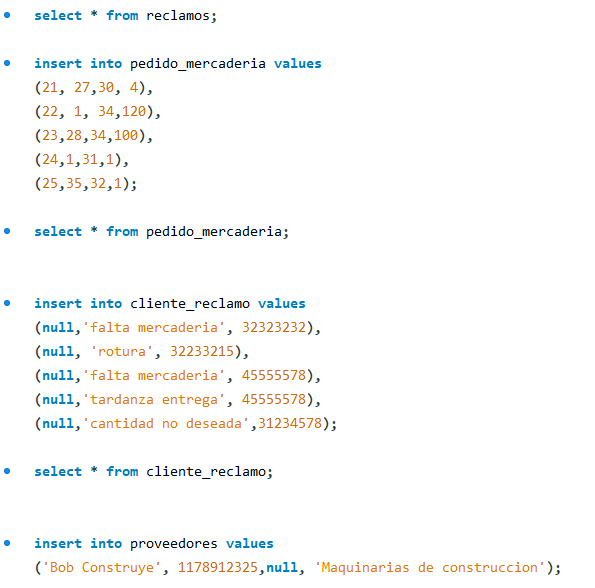 select * from reclamos;
insert into pedido_mercaderia values
(21, 27,30, 4),
(22, 1, 34,120),
(23,28,34,100),
(24,1,31,1),
(25,35,32,1);
select * from pedido_mercaderia;
insert into cliente_reclamo values
(null,'falta mercaderia', 32323232),
(null, 'rotura', 32233215),
(null,'falta mercaderia', 45555578),
(null,'tardanza entrega', 45555578),
(null,'cantidad no deseada',31234578);
select * from cliente_reclamo;
insert into proveedores values
('Bob Construye', 1178912325,null, 'Maquinarias de construccion');